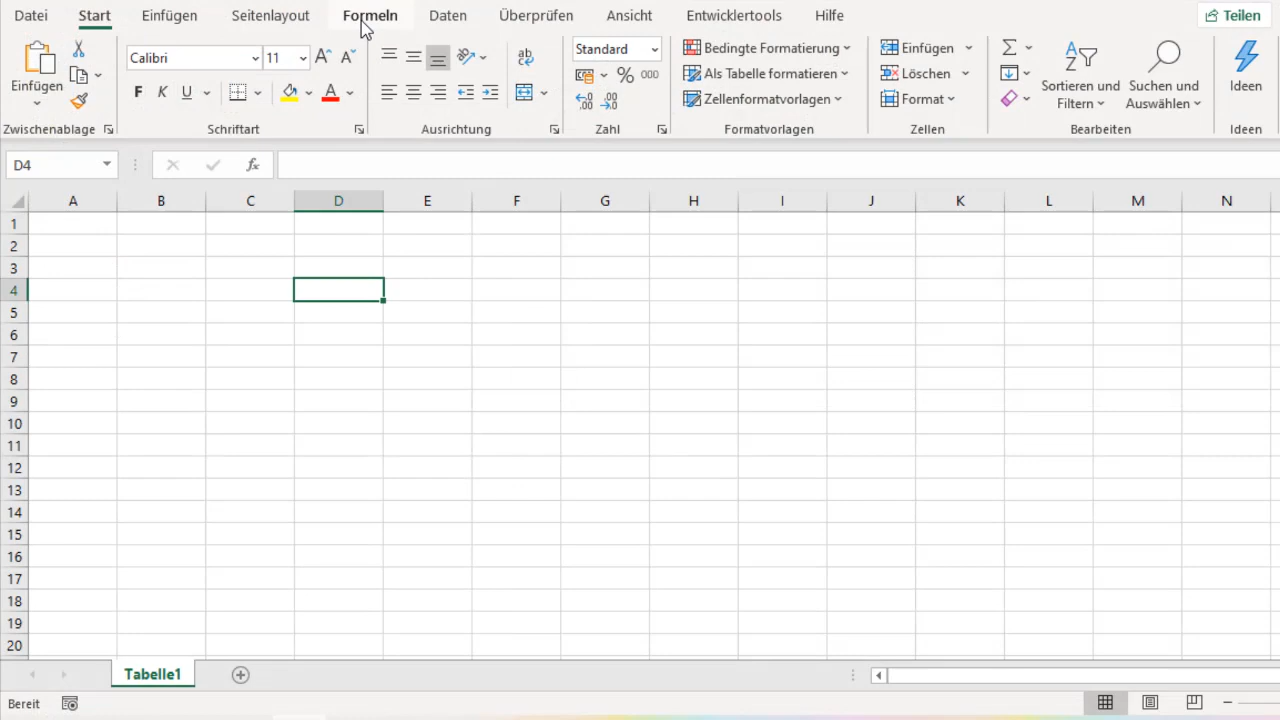 Datei Start Einfügen Seitenlayout Formeln Daten Überprüfen Ansicht Entwicklertools Hilfe Teilen
Einfügen
Zwischenablage
Calibri 11
F K U A
Schriftart
ab
Ausrichtung
Standard
% 000
Zahl
Bedingte Formatierung
Als Tabelle formatieren
Zellenformatvorlagen
Formatvorlagen
Einfügen
Löschen
Format
Zellen
Sortieren und
Filtern
Suchen und
Auswählen
Bearbeiten
Ideen
Ideen
D4 fx
A B C D E F G H I J K L M N
1
2
3
4
5
6
7
8
9
10
11
12
13
14
15
16
17
18
19
20
Tabelle1
Bereit